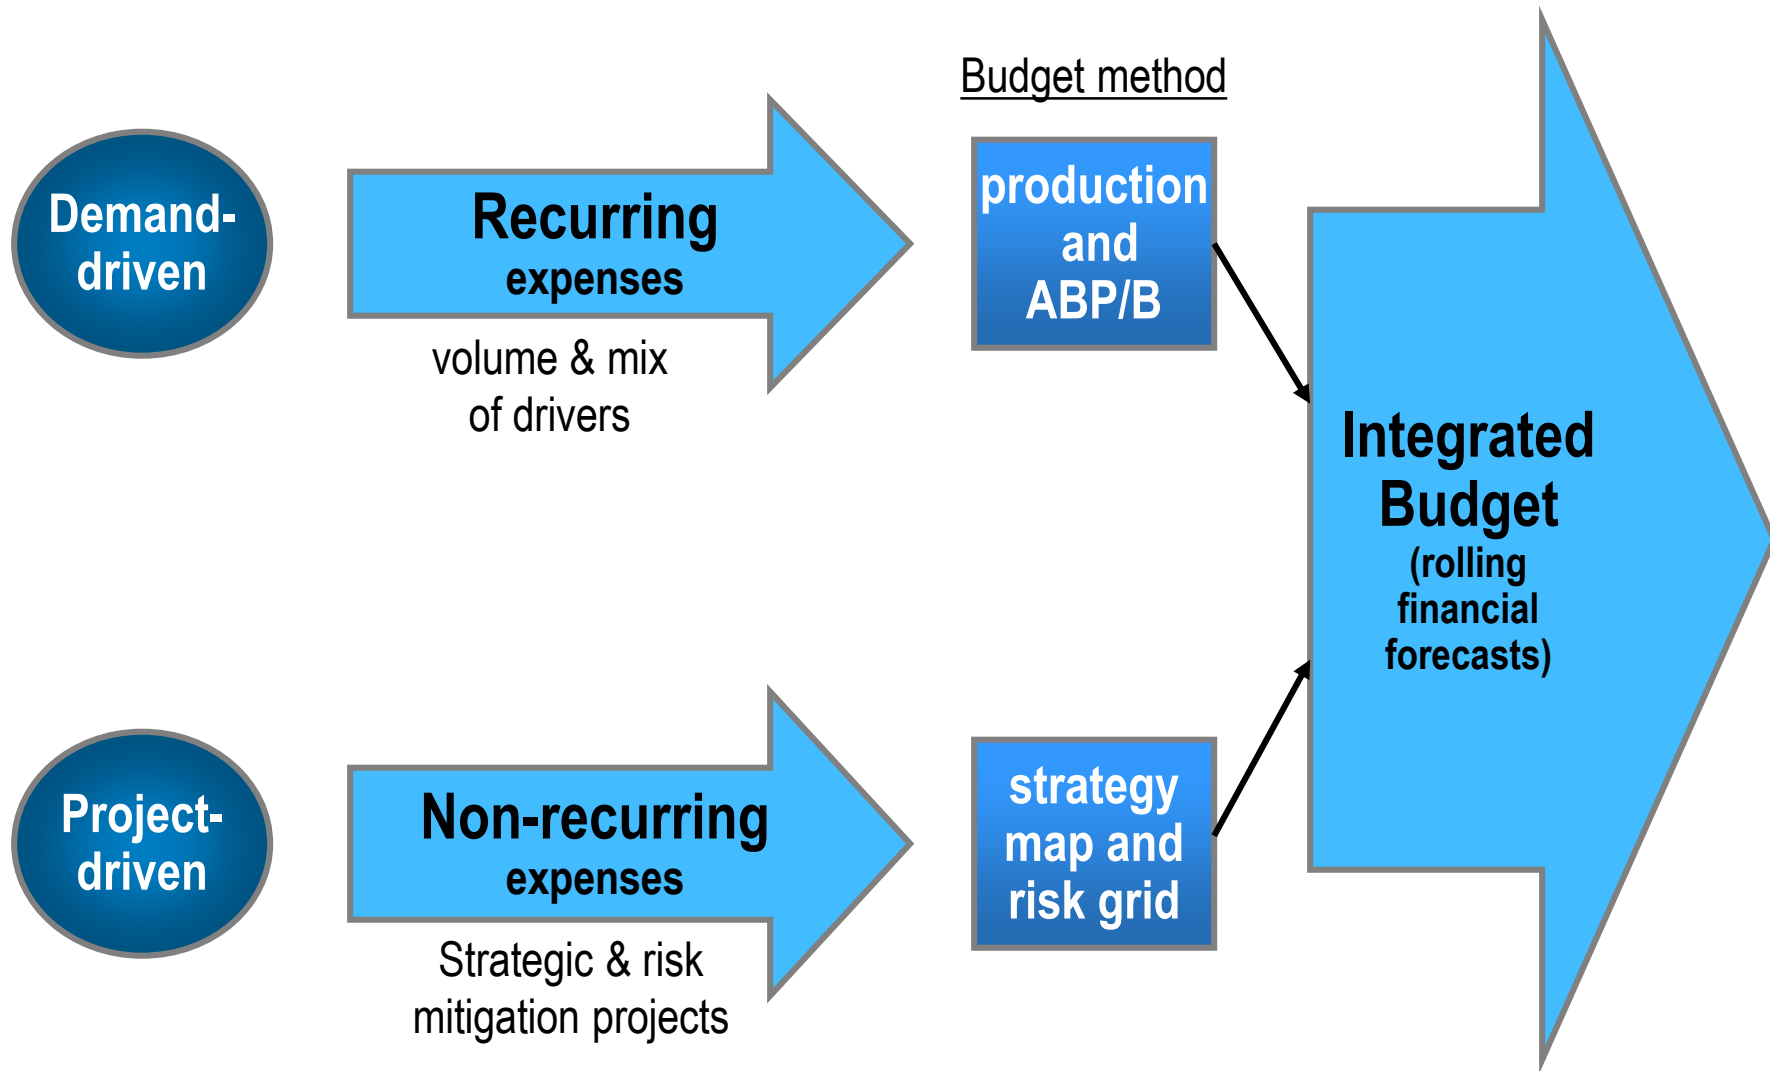 Budget method
Demand-
driven
Recurring
expenses
volume & mix
of drivers
production
and
ABP/B
Project-
driven
Non-recurring
expenses
Strategic & risk
mitigation projects
strategy
map and
risk grid
Integrated
Budget
(rolling
financial
forecasts)